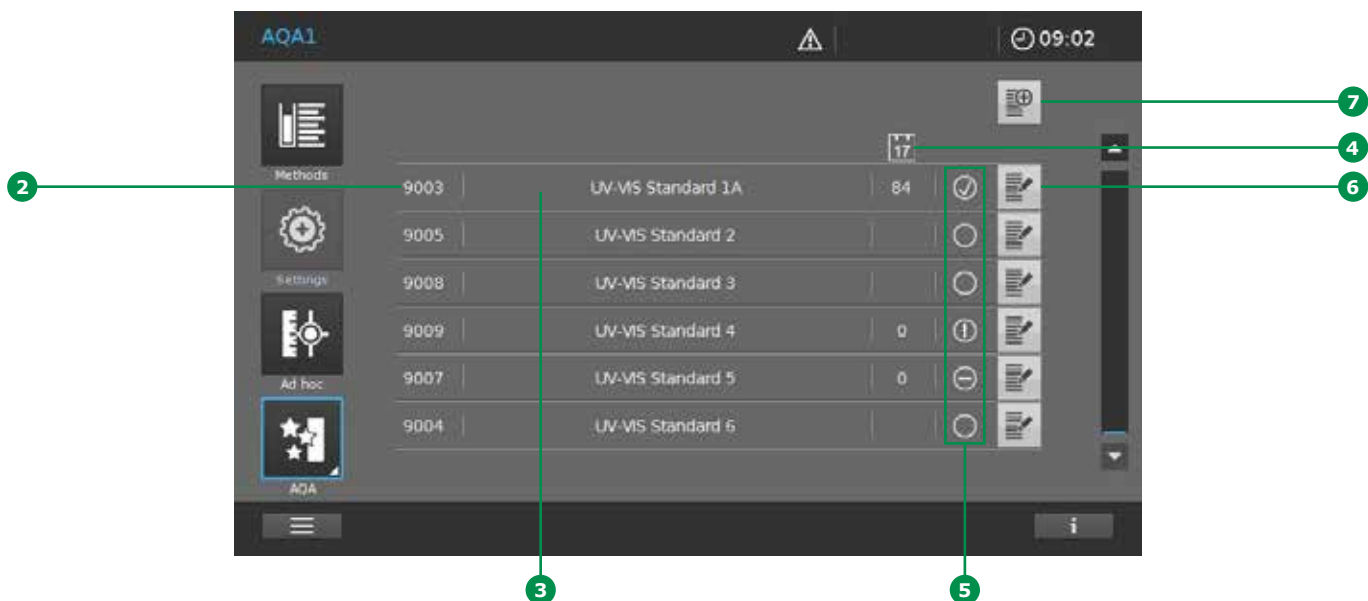 AQA1 09:02
7
17 4
Methods
2 9003 UV-VIS Standard 1A 84 6
9005 UV-VIS Standard 2
Settings
9008 UV-VIS Standard 3
9009 UV-VIS Standard 4 0
Ad hoc
9007 UV-VIS Standard 5 0
9004 UV-VIS Standard 6
AQA
i
3 5